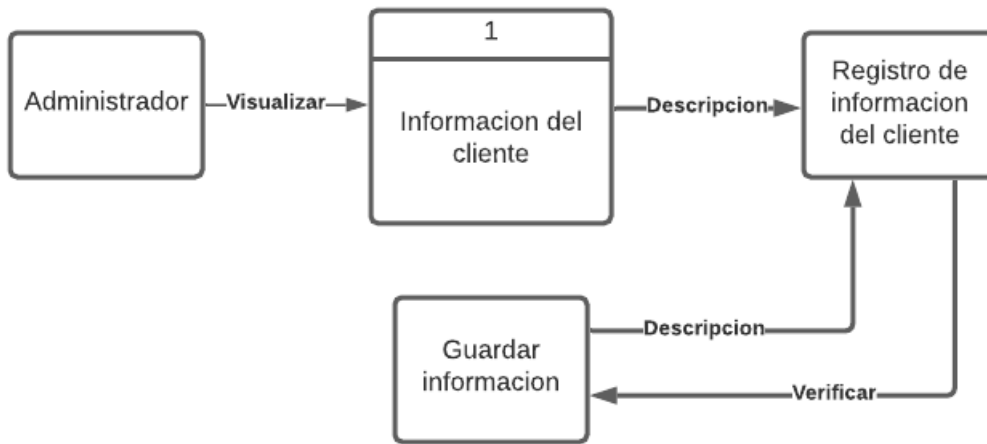 1
Administrador
Visualizar
Informacion del
cliente
Descripcion
Registro de
informacion
del cliente
Guardar
informacion
Descripcion
Verificar